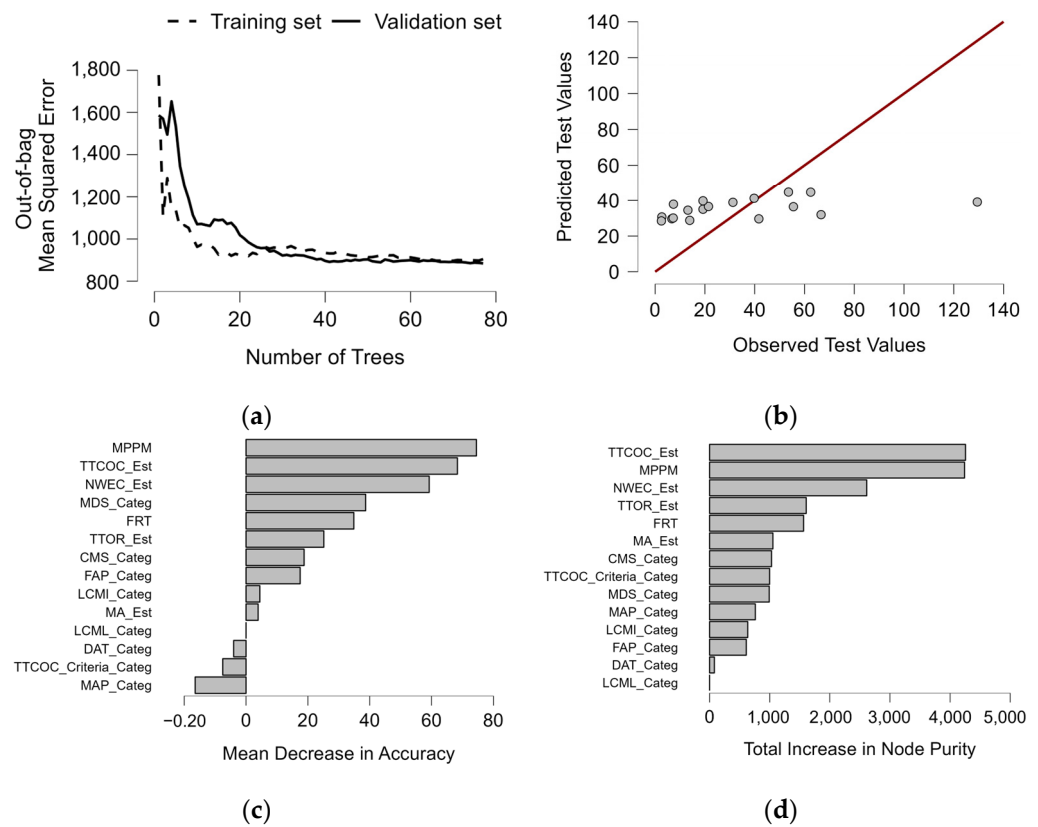 Training set
Validation set
Out-of-bag
Mean Squared Error
1,800
1,600
1,400
1,200
1,000
800
0
20
40
60
80
Number of Trees
(a)
Predicted Test Values
140
120
100
80
60
40
20
0
0
20
40
60
80
100
120
140
Observed Test Values
(b)
MPPM
TTCOC_Est
NWEC_Est
MDS_Categ
FRT
TTOR_Est
CMS_Categ
FAP_Categ
LCMI_Categ
MA_Est
LCML_Categ
DAT_Categ
TTCOC_Criteria_Categ
MAP_Categ
−0.20
0
20
40
60
80
Mean Decrease in Accuracy
(c)
TTCOC_Est
MPPM
NWEC_Est
TTOR_Est
FRT
MA_Est
CMS_Categ
TTCOC_Criteria_Categ
MDS_Categ
MAP_Categ
LCMI_Categ
FAP_Categ
DAT_Categ
LCML_Categ
0
1,000
2,000
3,000
4,000
5,000
Total Increase in Node Purity
(d)